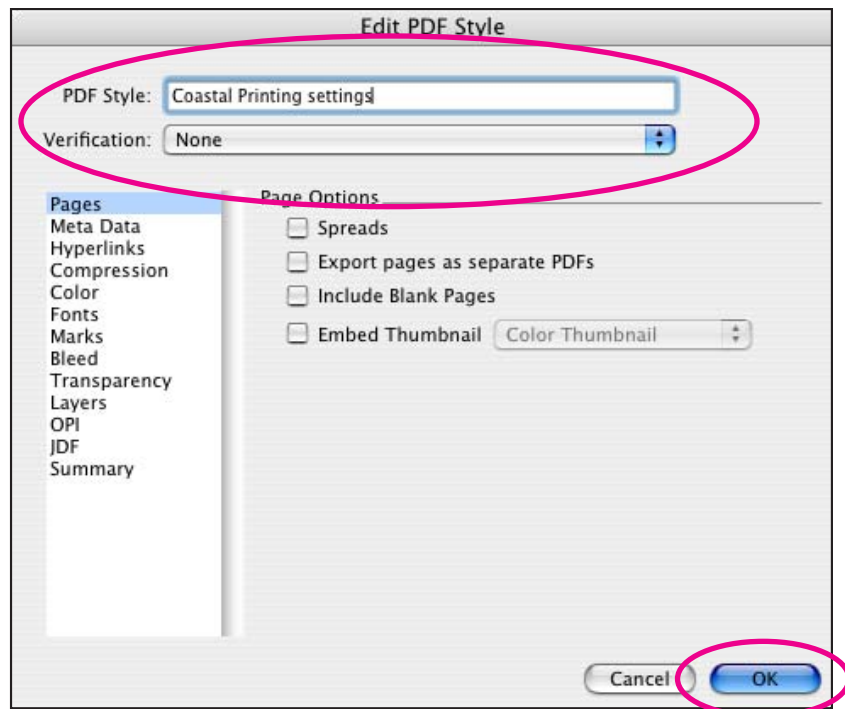 Edit PDF Style
PDF Style: Coastal Printing settings
Verification: None
Pages
Meta Data
Hyperlinks
Compression
Color
Fonts
Marks
Bleed
Transparency
Layers
OPI
JDF
Summary
Page Options
Spreads
Export pages as separate PDFs
Include Blank Pages
Embed Thumbnail Color Thumbnail
Cancel OK